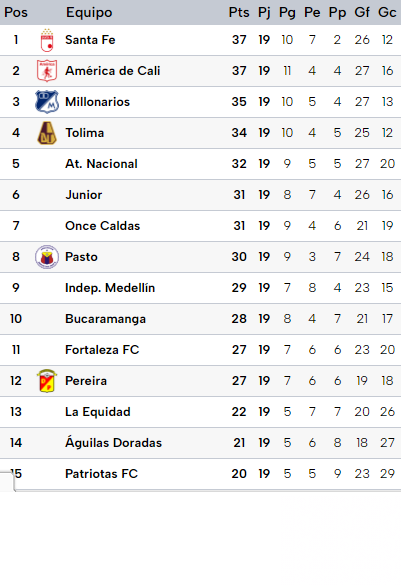 Pos Equipo Pts Pj Pg Pe Pp Gf Gc
1 Santa Fe 37 19 10 7 2 26 12
2 América de Cali 37 19 11 4 4 27 16
3 Millonarios 35 19 10 5 4 27 13
4 Tolima 34 19 10 4 5 25 12
5 At. Nacional 32 19 9 5 5 27 20
6 Junior 31 19 8 7 4 26 16
7 Once Caldas 31 19 9 4 6 21 19
8 Pasto 30 19 9 3 7 24 18
9 Indep. Medellín 29 19 7 8 4 23 15
10 Bucaramanga 28 19 8 4 7 21 17
11 Fortaleza FC 27 19 7 6 6 23 20
12 Pereira 27 19 7 6 6 19 18
13 La Equidad 22 19 5 7 7 20 26
14 Águilas Doradas 21 19 5 6 8 18 27
15 Patriotas FC 20 19 5 5 9 23 29